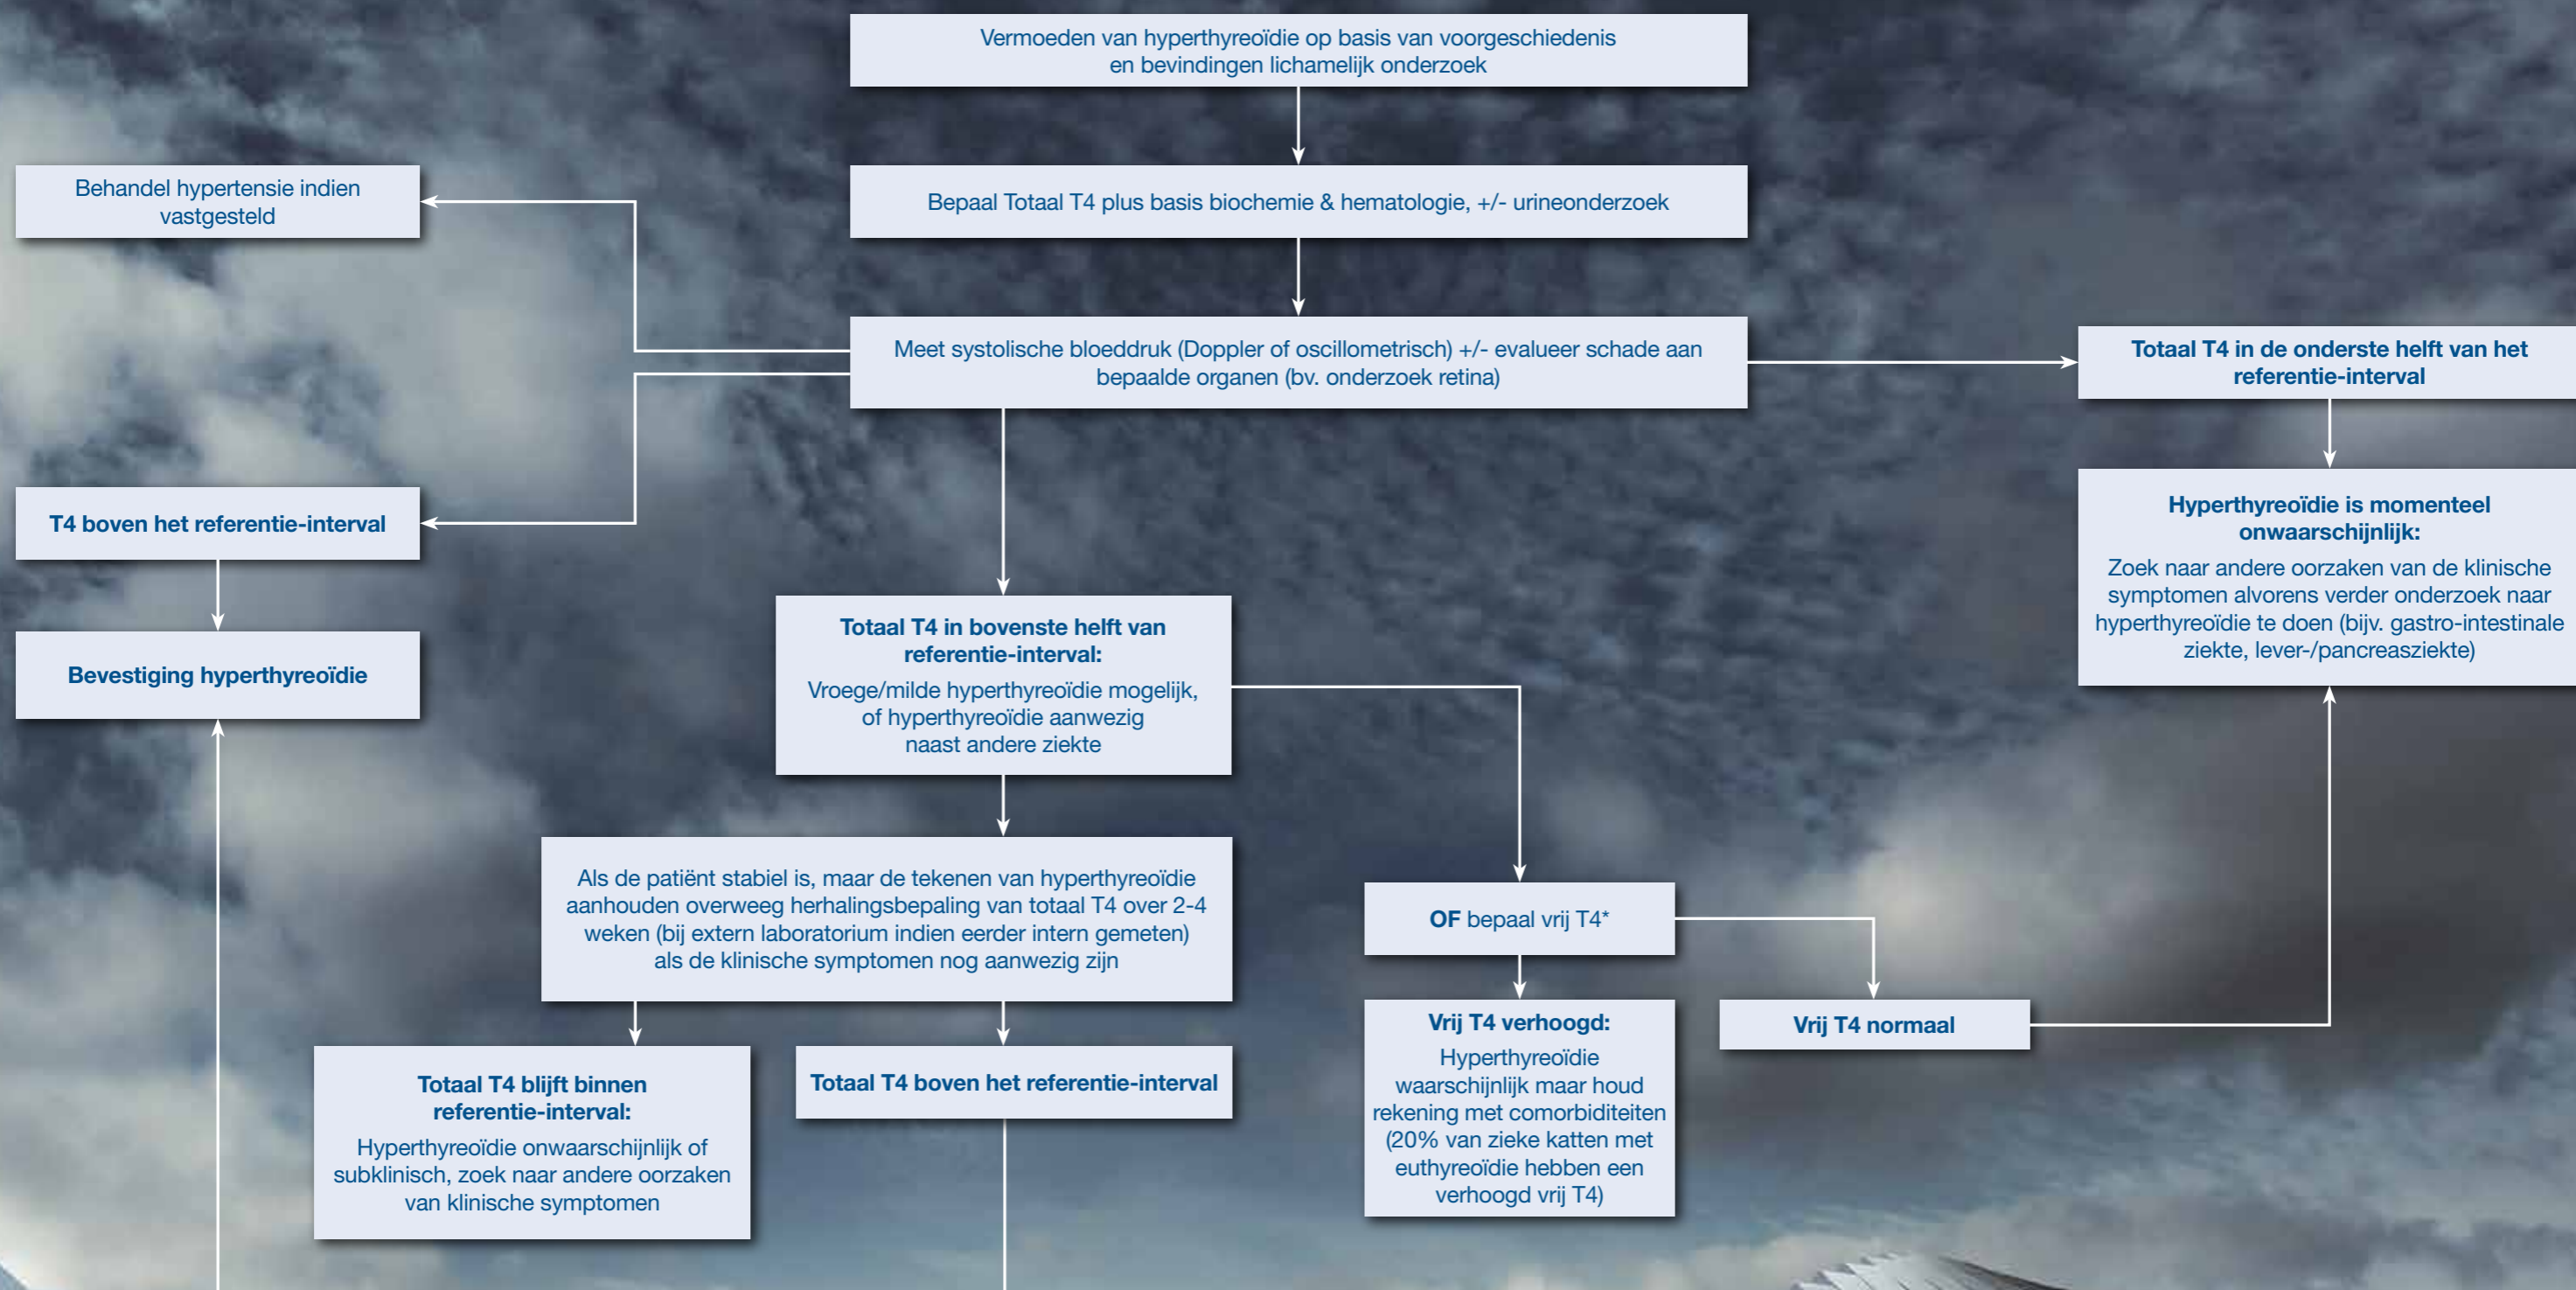 Vermoeden van hyperthyreoïdie op basis van voorgeschiedenis
en bevindingen lichamelijk onderzoek
Behandel hypertensie indien
vastgesteld
Bepaal Totaal T4 plus basis biochemie & hematologie, +/- urineonderzoek
Meet systolische bloeddruk (Doppler of oscillometrisch) +/- evalueer schade aan
bepaalde organen (bv. onderzoek retina)
Totaal T4 in de onderste helft van het
referentie-interval
T4 boven het referentie-interval
Hyperthyreoïdie is momenteel
onwaarschijnlijk:
Zoek naar andere oorzaken van de klinische
symptomen alvorens verder onderzoek naar
hyperthyreoïdie te doen (bijv. gastro-intestinale
ziekte, lever-/pancreasziekte)
Bevestiging hyperthyreoïdie
Totaal T4 in bovenste helft van
referentie-interval:
Vroege/milde hyperthyreoïdie mogelijk,
of hyperthyreoïdie aanwezig
naast andere ziekte
Als de patiënt stabiel is, maar de tekenen van hyperthyreoïdie
aanhouden overweeg herhalingsbepaling van totaal T4 over 2-4
weken (bij extern laboratorium indien eerder intern gemeten)
als de klinische symptomen nog aanwezig zijn
OF bepaal vrij T4*
Totaal T4 blijft binnen
referentie-interval:
Hyperthyreoïdie onwaarschijnlijk of
subklinisch, zoek naar andere oorzaken
van klinische symptomen
Totaal T4 boven het referentie-interval
Vrij T4 verhoogd:
Hyperthyreoïdie
waarschijnlijk maar houd
rekening met comorbiditeiten
(20% van zieke katten met
euthyreoïdie hebben een
verhoogd vrij T4)
Vrij T4 normaal